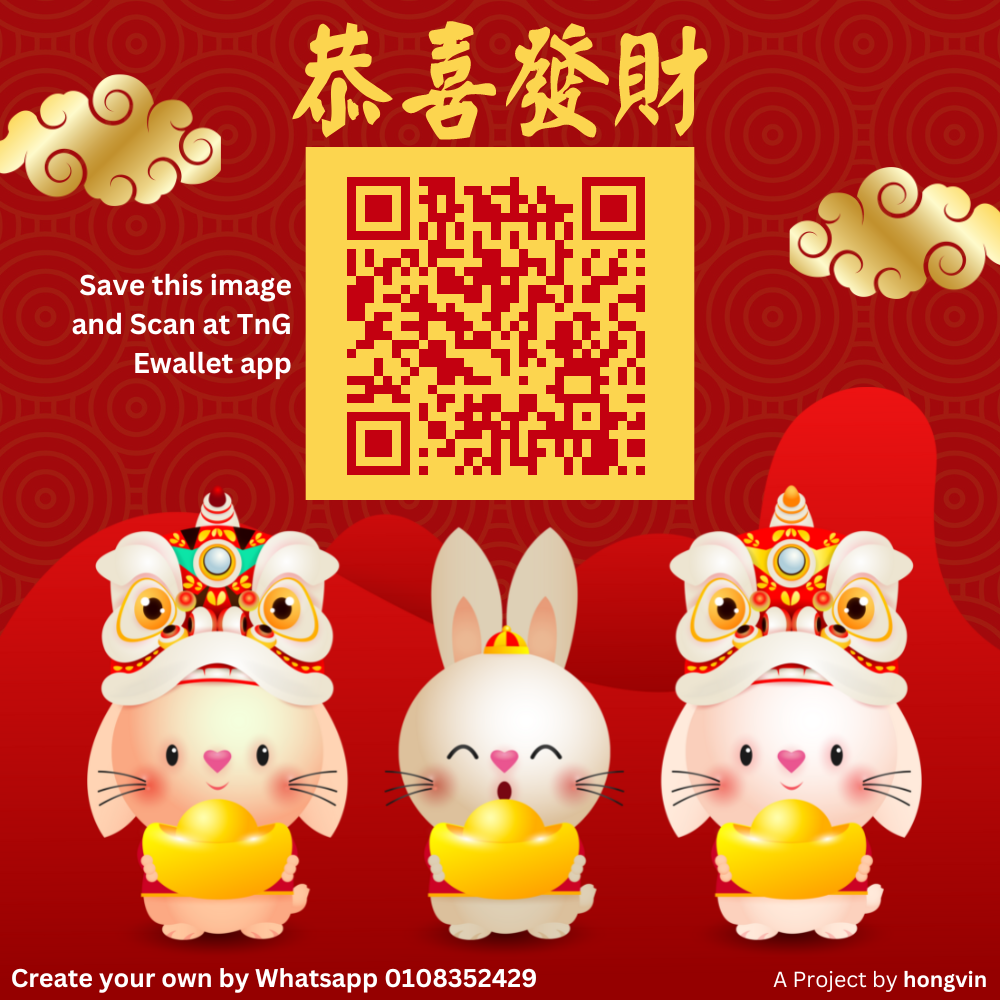 恭喜發財
Save this image
and Scan at TnG
Ewallet app
Create your own by Whatsapp 0108352429
A Project by hongvin